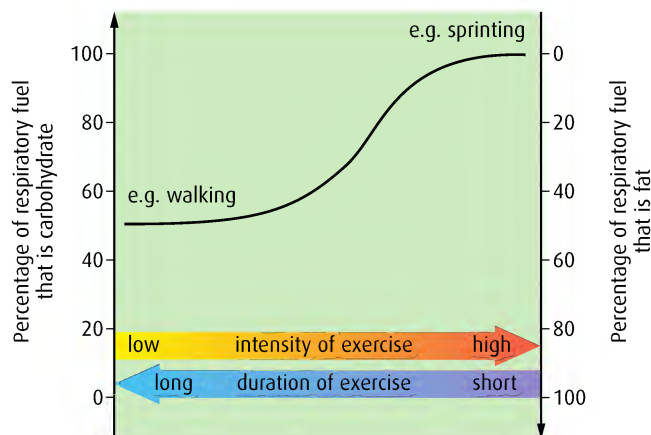 Percentage of respiratory fuel
that is carbohydrate
100
80
60
40
20
0
e.g. sprinting
e.g. walking
low intensity of exercise high
long duration of exercise short
0
20
40
60
80
100
Percentage of respiratory fuel
that is fat